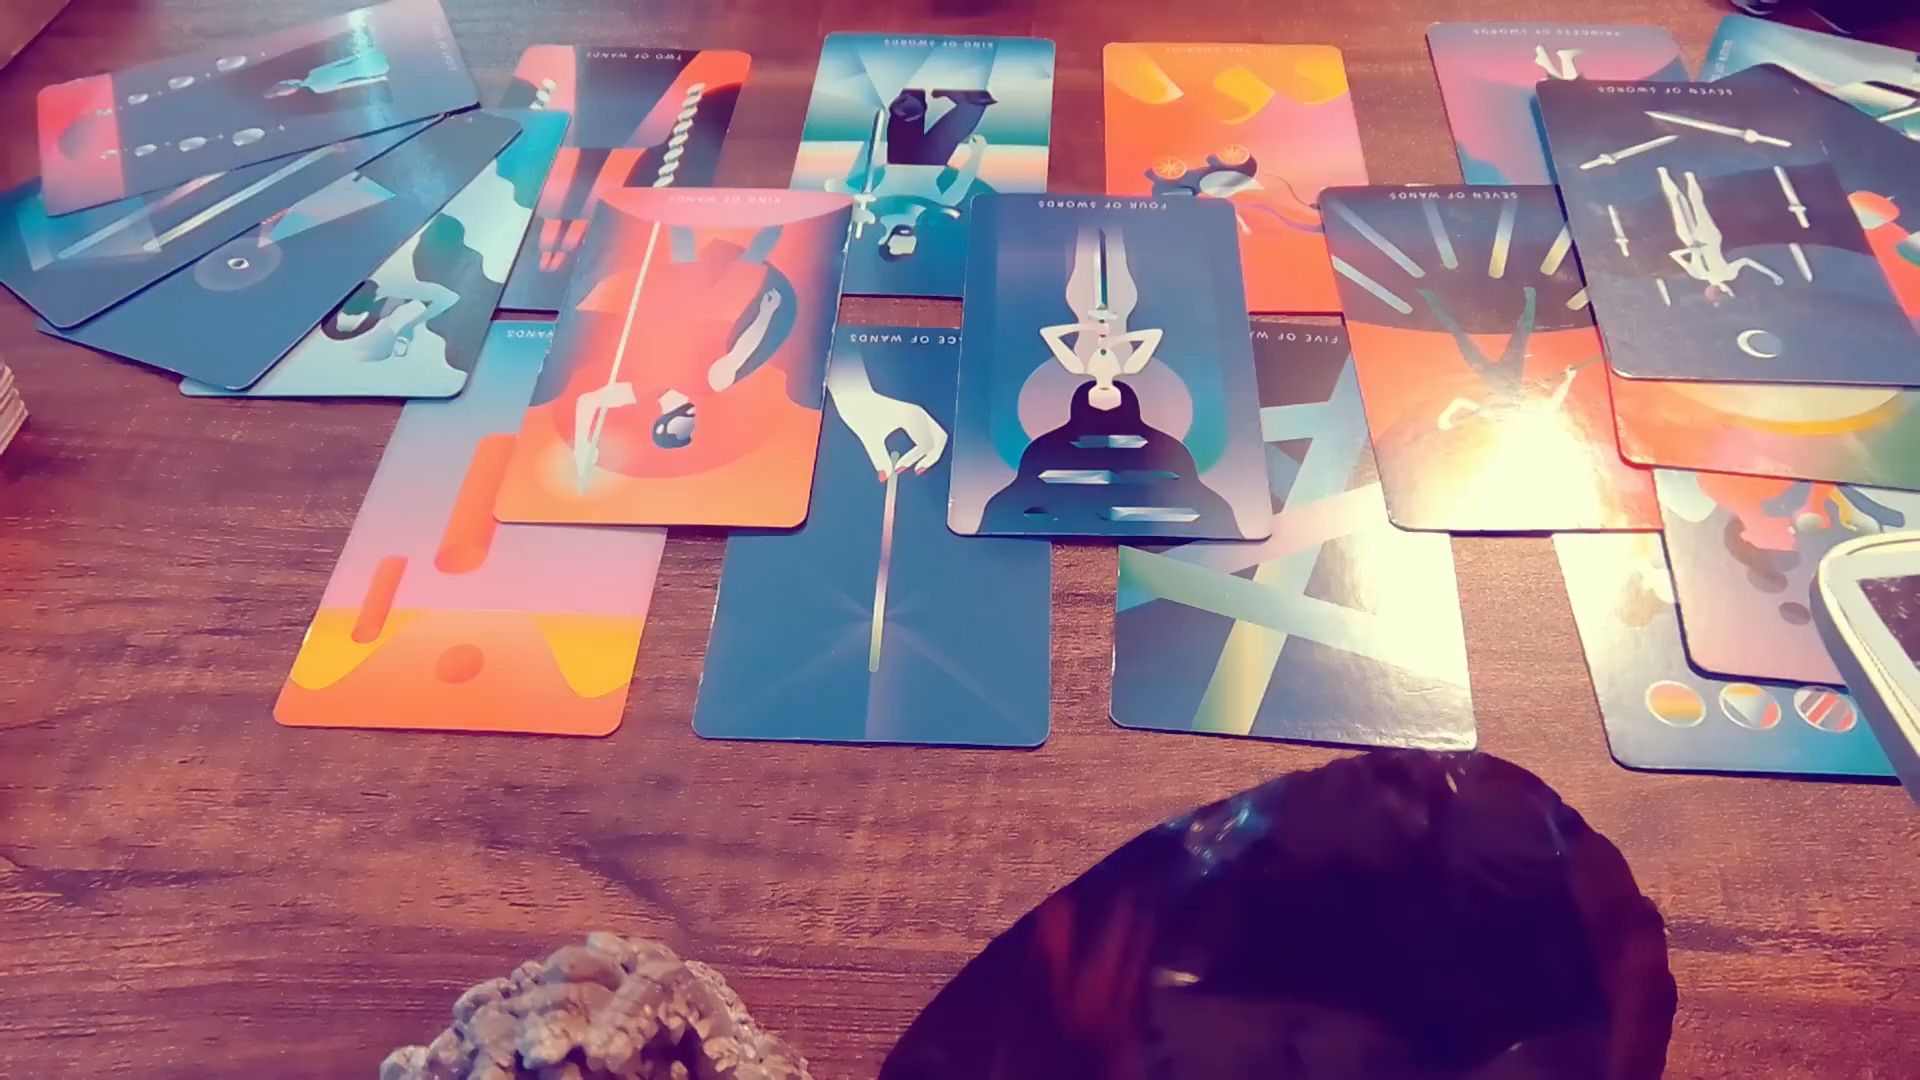 TWO OF WANDS
KING OF SWORDS
PRINCESS OF SWORDS
SEVEN OF SWORDS
KING OF WANDS
FOUR OF SWORDS
SEVEN OF WANDS
WANDS
ACE OF WANDS
FIVE OF WA